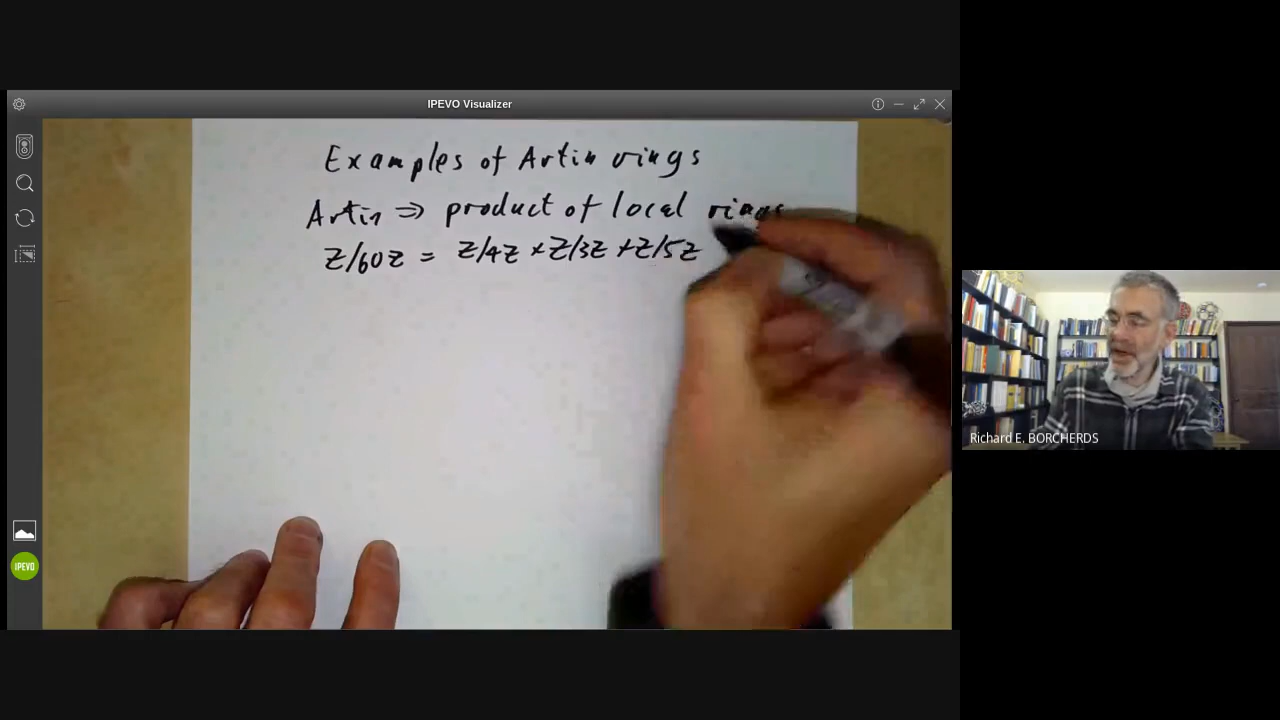 IPEVO Visualizer
Examples of Artin rings
Artin ⇒ product of local rings
Z/60Z = Z/4Z × Z/3Z × Z/5Z
IPEVO
Richard E. BORCHERDS